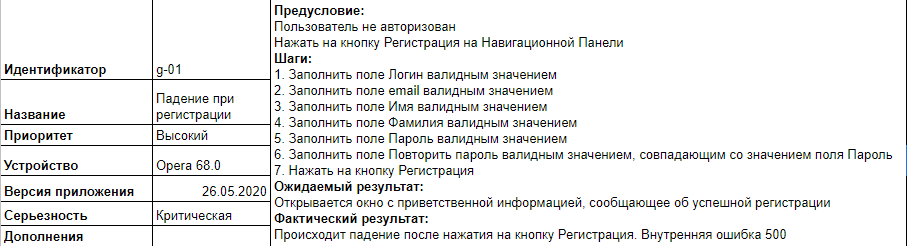 Идентификатор g-01
Название Падение при
регистрации
Приоритет Высокий
Устройство Opera 68.0
Версия приложения 26.05.2020
Серьезность Критическая
Дополнения
Предусловие:
Пользователь не авторизован
Нажать на кнопку Регистрация на Навигационной Панели
Шаги:
1. Заполнить поле Логин валидным значением
2. Заполнить поле email валидным значением
3. Заполнить поле Имя валидным значением
4. Заполнить поле Фамилия валидным значением
5. Заполнить поле Пароль валидным значением
6. Заполнить поле Повторить пароль валидным значением, совпадающим со значением поля Пароль
7. Нажать на кнопку Регистрация
Ожидаемый результат:
Открывается окно с приветственной информацией, сообщающее об успешной регистрации
Фактический результат:
Происходит падение после нажатия на кнопку Регистрация. Внутренняя ошибка 500